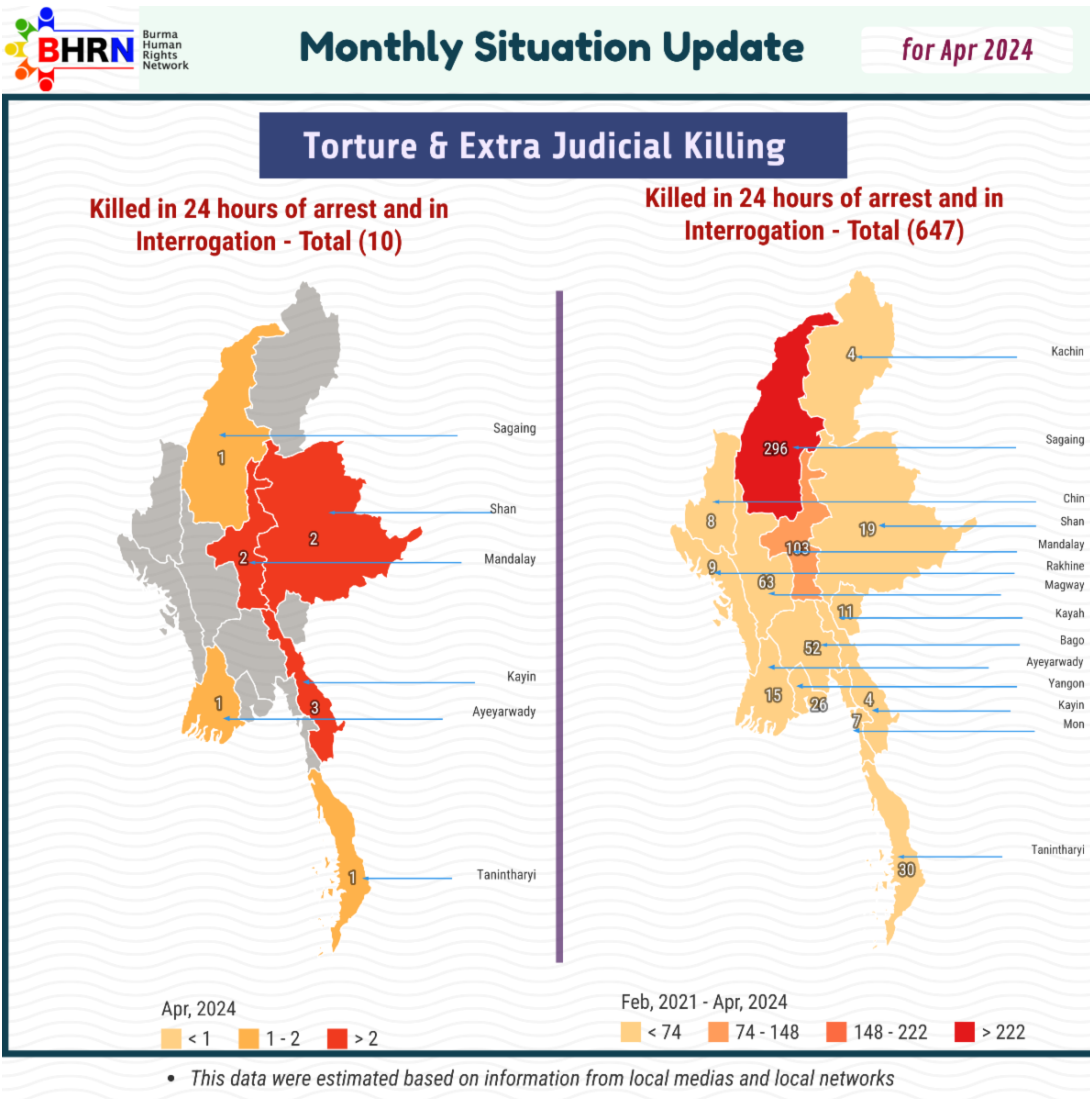 BHRN
Burma
Human
Rights
Network
Monthly Situation Update
for Apr 2024
Torture & Extra Judicial Killing
Killed in 24 hours of arrest and in
Interrogation - Total (10)
Sagaing
1
Shan
2
Mandalay
2
Kayin
3
Ayeyarwady
1
Tanintharyi
1
Apr, 2024
< 1
1 - 2
> 2
Killed in 24 hours of arrest and in
Interrogation - Total (647)
4
Kachin
296
Sagaing
8
Chin
19
Shan
103
Mandalay
9
Rakhine
63
Magway
11
Kayah
52
Bago
15
Ayeyarwady
26
Yangon
4
Kayin
7
Mon
30
Tanintharyi
Feb, 2021 - Apr, 2024
< 74
74 - 148
148 - 222
> 222
• This data were estimated based on information from local medias and local networks